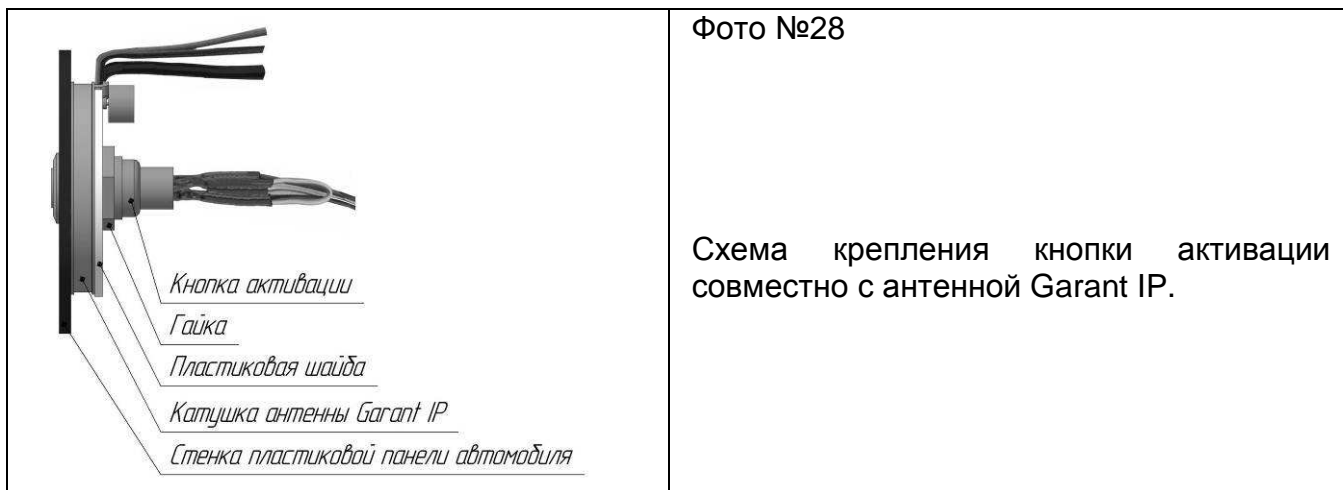 Фото №28
Схема крепления кнопки активации
совместно с антенной Garant IP.
Кнопка активации
Гайка
Пластиковая шайба
Катушка антенны Garant IP
Стенка пластиковой панели автомобиля